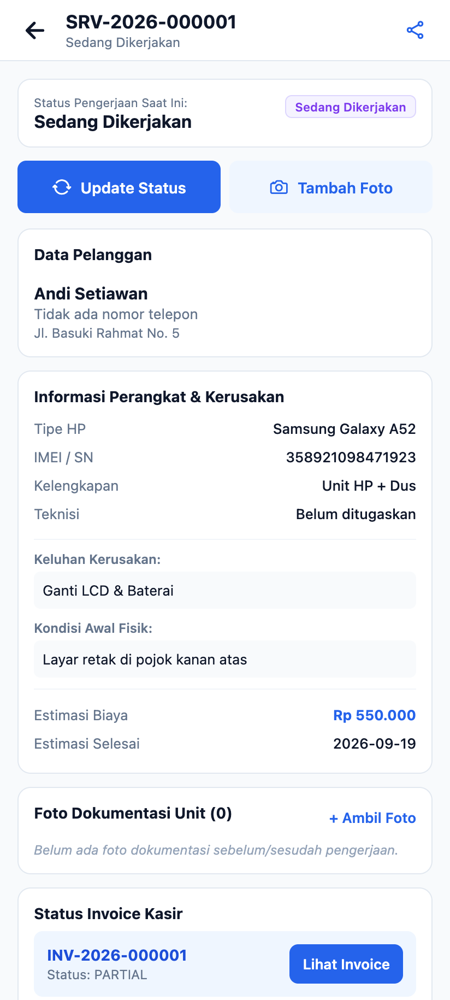 SRV-2026-000001
Sedang Dikerjakan
Status Pengerjaan Saat Ini:
Sedang Dikerjakan
Sedang Dikerjakan
Update Status
Tambah Foto
Data Pelanggan
Andi Setiawan
Tidak ada nomor telepon
Jl. Basuki Rahmat No. 5
Informasi Perangkat & Kerusakan
Tipe HP Samsung Galaxy A52
IMEI / SN 358921098471923
Kelengkapan Unit HP + Dus
Teknisi Belum ditugaskan
Keluhan Kerusakan:
Ganti LCD & Baterai
Kondisi Awal Fisik:
Layar retak di pojok kanan atas
Estimasi Biaya Rp 550.000
Estimasi Selesai 2026-09-19
Foto Dokumentasi Unit (0)
+ Ambil Foto
Belum ada foto dokumentasi sebelum/sesudah pengerjaan.
Status Invoice Kasir
INV-2026-000001
Status: PARTIAL
Lihat Invoice